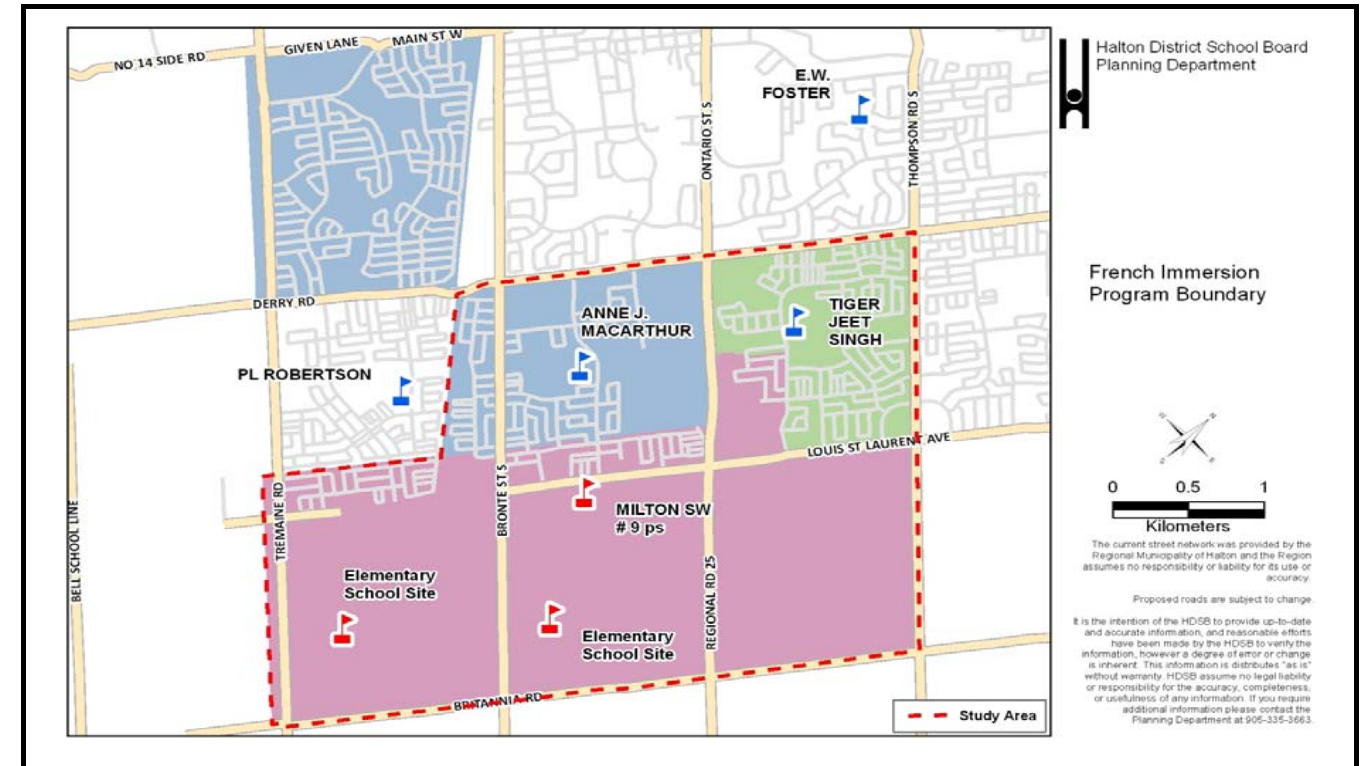 NO 14 SIDE RD
GIVEN LANE
MAIN ST W
E.W.
FOSTER
ONTARIO ST S
THOMPSON RD S
DERRY RD
ANNE J.
MACARTHUR
TIGER
JEET
SINGH
PL ROBERTSON
LOUIS ST LAURENT AVE
BELL SCHOOL LINE
TREMAINE RD
BRONTE ST S
MILTON SW
# 9 ps
REGIONAL RD 25
Elementary
School Site
Elementary
School Site
BRITANNIA RD
Study Area
Halton District School Board
Planning Department
French Immersion
Program Boundary
0 0.5 1
Kilometers
The current street network was provided by the
Regional Municipality of Halton and the Region
assumes no responsibility or liability for its use or
accuracy.
Proposed roads are subject to change.
It is the intention of the HDSB to provide up-to-date
and accurate information, and reasonable efforts
have been made by the HDSB to verify the
information, however a degree of error or change
is inherent. This information is distributes "as is"
without warranty. HDSB assume no legal liability
or responsibility for the accuracy, completeness,
or usefulness of any information. If you require
additional information please contact the
Planning Department at 905-335-3663.